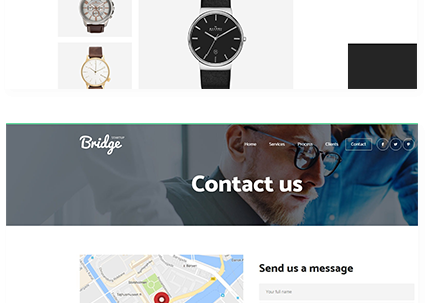 Bridge
Home Services Process Clients Contact
Contact us
Send us a message
Your full name